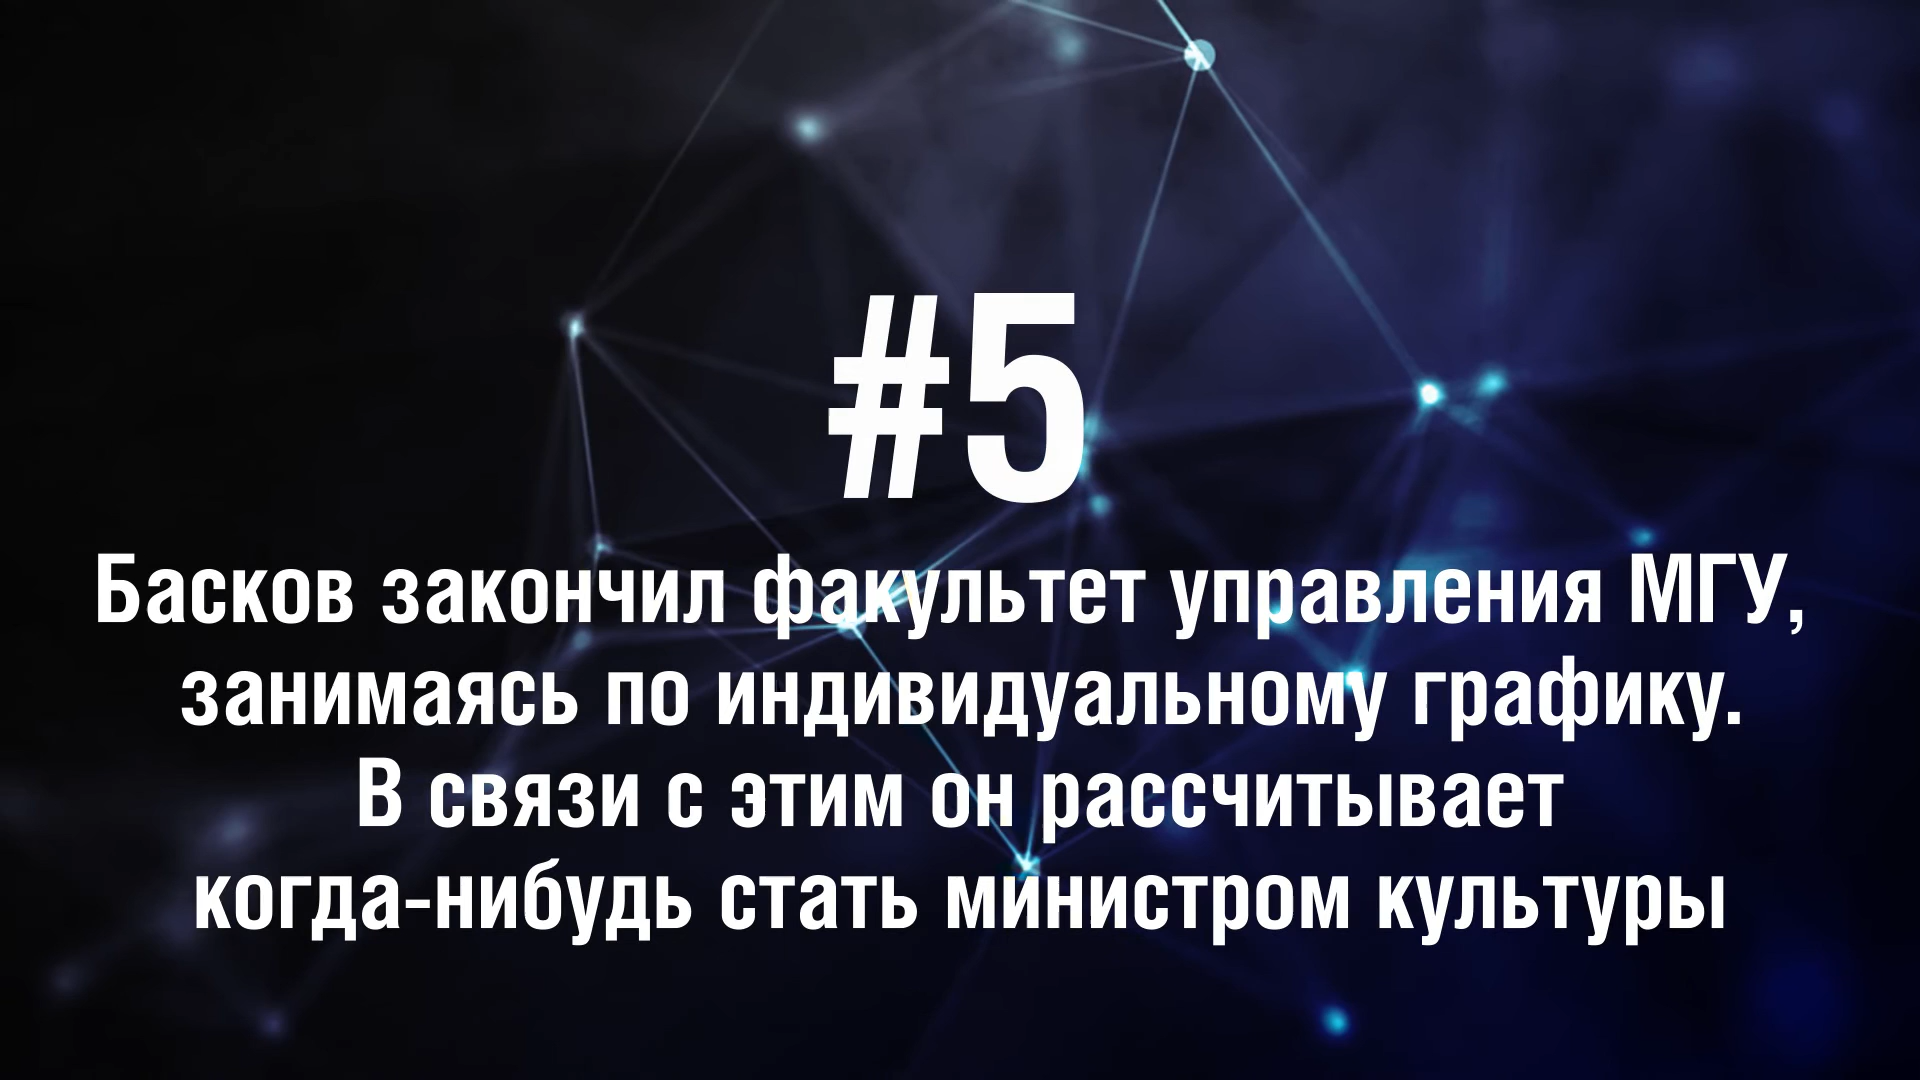 #5
Басков закончил факультет управления МГУ,
занимаясь по индивидуальному графику.
В связи с этим он рассчитывает
когда-нибудь стать министром культуры